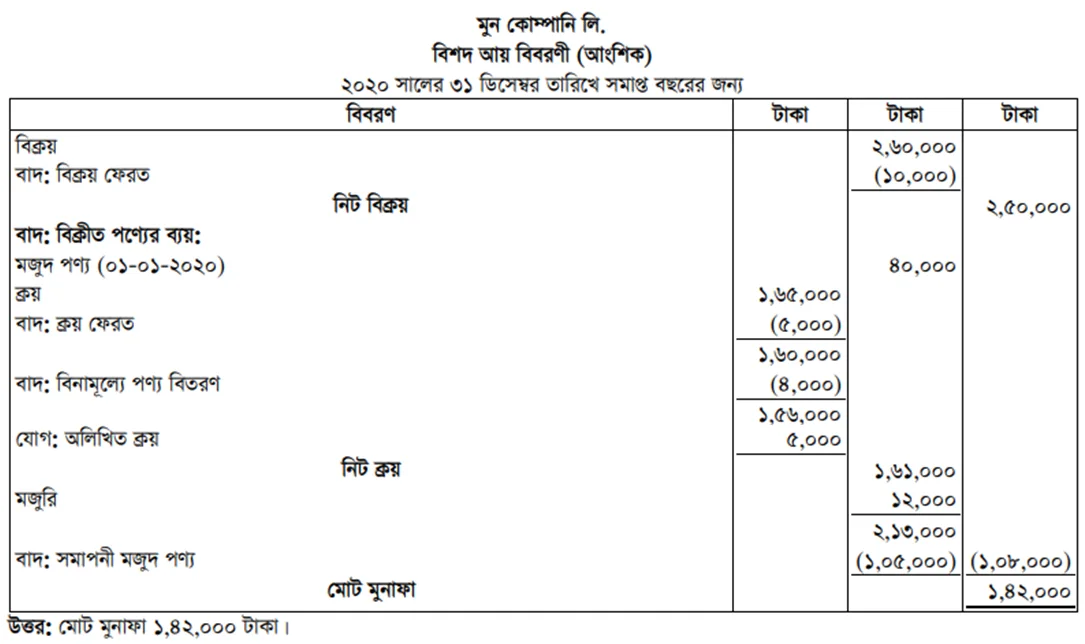 মুন কোম্পানি লি.
বিশদ আয় বিবরণী (আংশিক)
২০২০ সালের ৩১ ডিসেম্বর তারিখে সমাপ্ত বছরের জন্য
বিবরণ টাকা টাকা টাকা
বিক্রয় ২,৬০,০০০
বাদ: বিক্রয় ফেরত (১০,০০০)
নিট বিক্রয় ২,৫০,০০০
বাদ: বিক্রীত পণ্যের ব্যয়:
মজুদ পণ্য (০১-০১-২০২০) ৪০,০০০
ক্রয় ১,৬৫,০০০
বাদ: ক্রয় ফেরত (৫,০০০)
১,৬০,০০০
বাদ: বিনামূল্যে পণ্য বিতরণ (৪,০০০)
১,৫৬,০০০
যোগ: অলিখিত ক্রয় ৫,০০০
নিট ক্রয় ১,৬১,০০০
মজুরি ১২,০০০
২,১৩,০০০
বাদ: সমাপনী মজুদ পণ্য (১,০৫,০০০) (১,০৮,০০০)
মোট মুনাফা ১,৪২,০০০
উত্তর: মোট মুনাফা ১,৪২,০০০ টাকা।